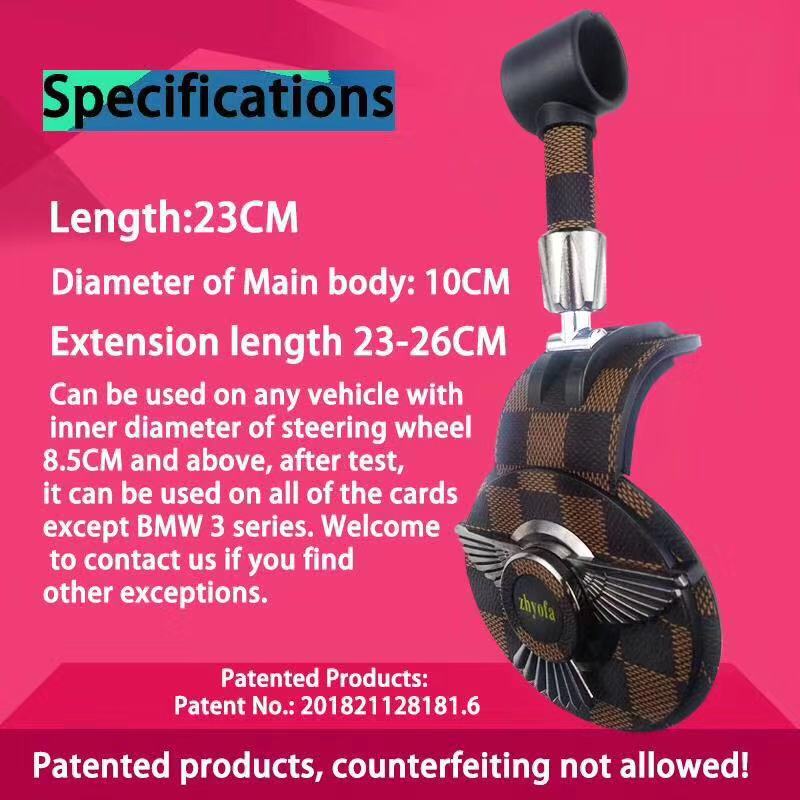 Specifications
Length:23CM
Diameter of Main body: 10CM
Extension length 23-26CM
Can be used on any vehicle with
inner diameter of steering wheel
8.5CM and above, after test,
it can be used on all of the cards
except BMW 3 series. Welcome
to contact us if you find
other exceptions.
zhyofa
Patented Products:
Patent No.: 201821128181.6
Patented products, counterfeiting not allowed!